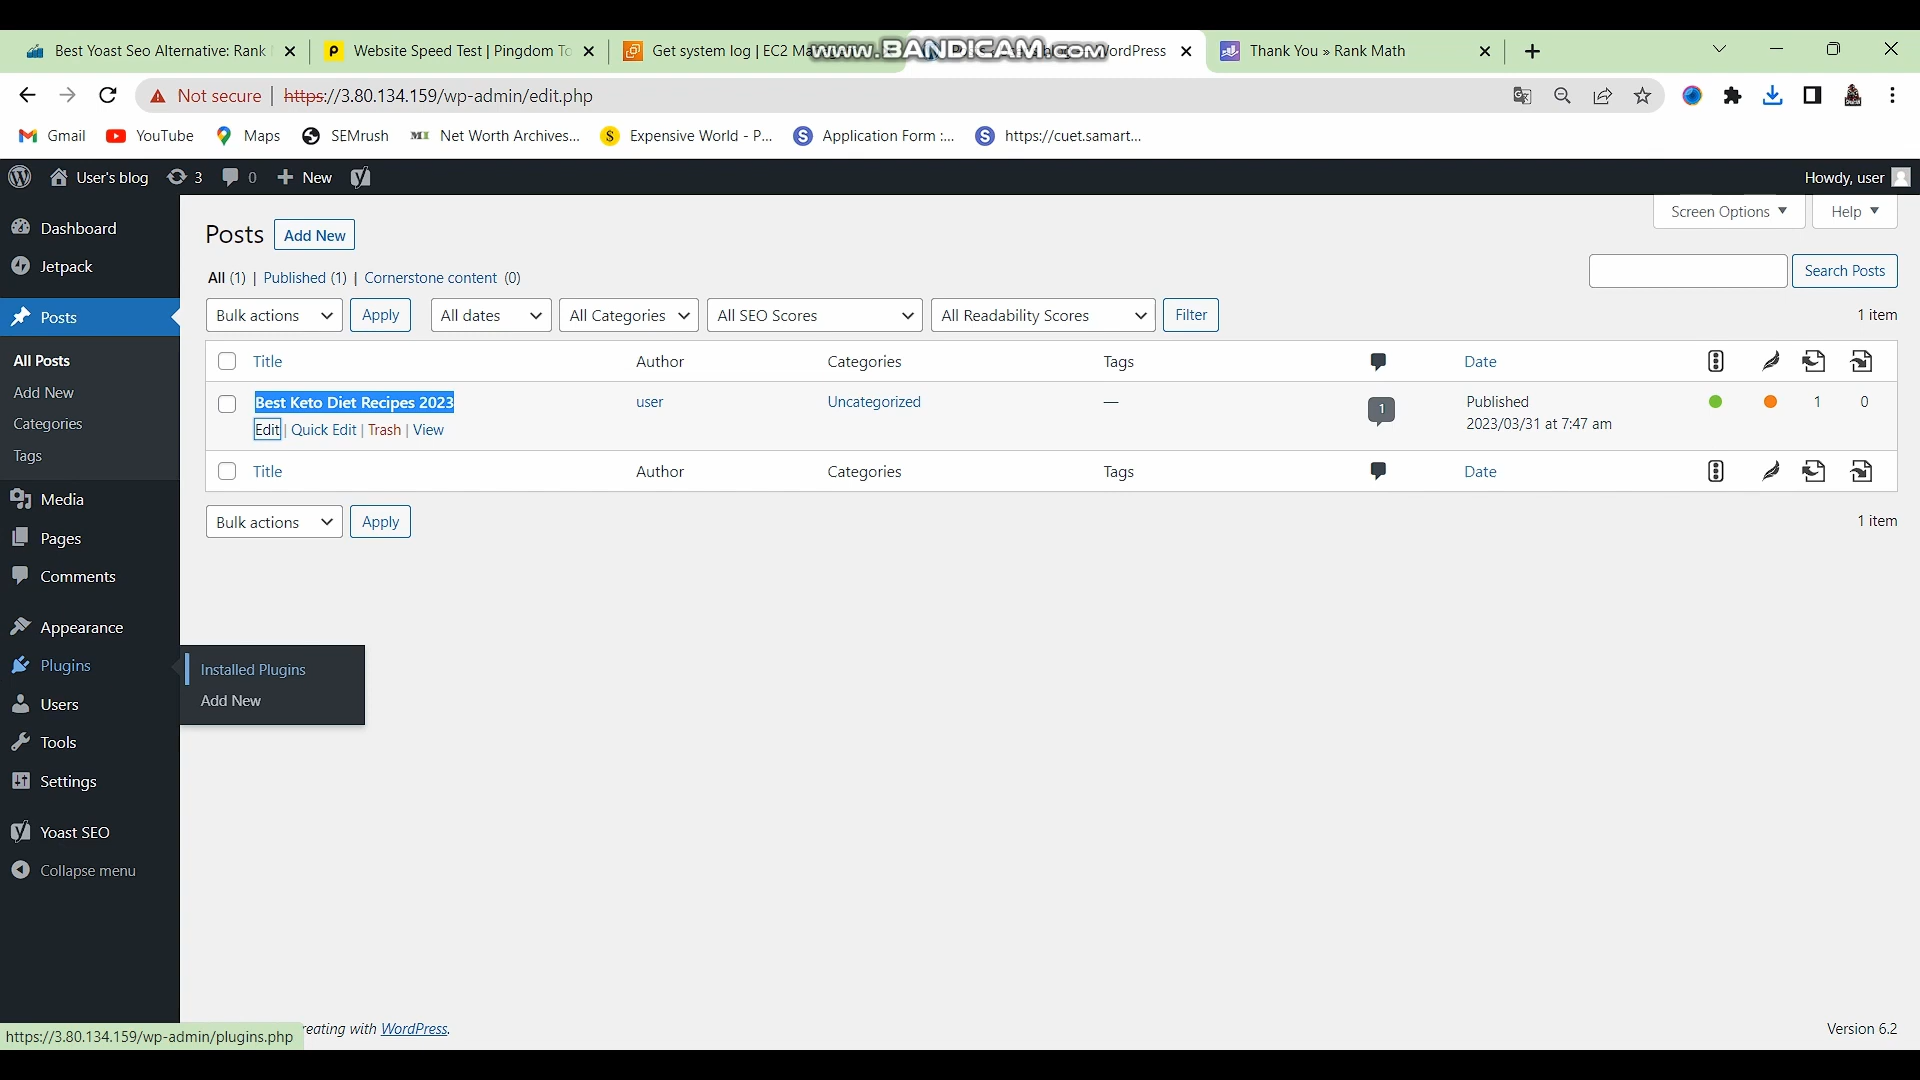 Best Yoast Seo Alternative: Rank
Website Speed Test | Pingdom To
Get system log | EC2 Ma
WordPress
Thank You » Rank Math
www.BANDICAM.com
Not secure
https://3.80.134.159/wp-admin/edit.php
Gmail
YouTube
Maps
SEMrush
Net Worth Archives...
Expensive World - P...
Application Form :...
https://cuet.samart...
User's blog
3
0
New
Howdy, user
Dashboard
Jetpack
Posts
All Posts
Add New
Categories
Tags
Media
Pages
Comments
Appearance
Plugins
Users
Tools
Settings
Yoast SEO
Collapse menu
Installed Plugins
Add New
Screen Options
Help
Posts
Add New
All (1) | Published (1) | Cornerstone content (0)
Search Posts
Bulk actions
Apply
All dates
All Categories
All SEO Scores
All Readability Scores
Filter
1 item
Title
Author
Categories
Tags
Date
Best Keto Diet Recipes 2023
user
Uncategorized
—
1
Published
1
0
Edit | Quick Edit | Trash | View
2023/03/31 at 7:47 am
Title
Author
Categories
Tags
Date
Bulk actions
Apply
1 item
reating with WordPress.
Version 6.2
https://3.80.134.159/wp-admin/plugins.php